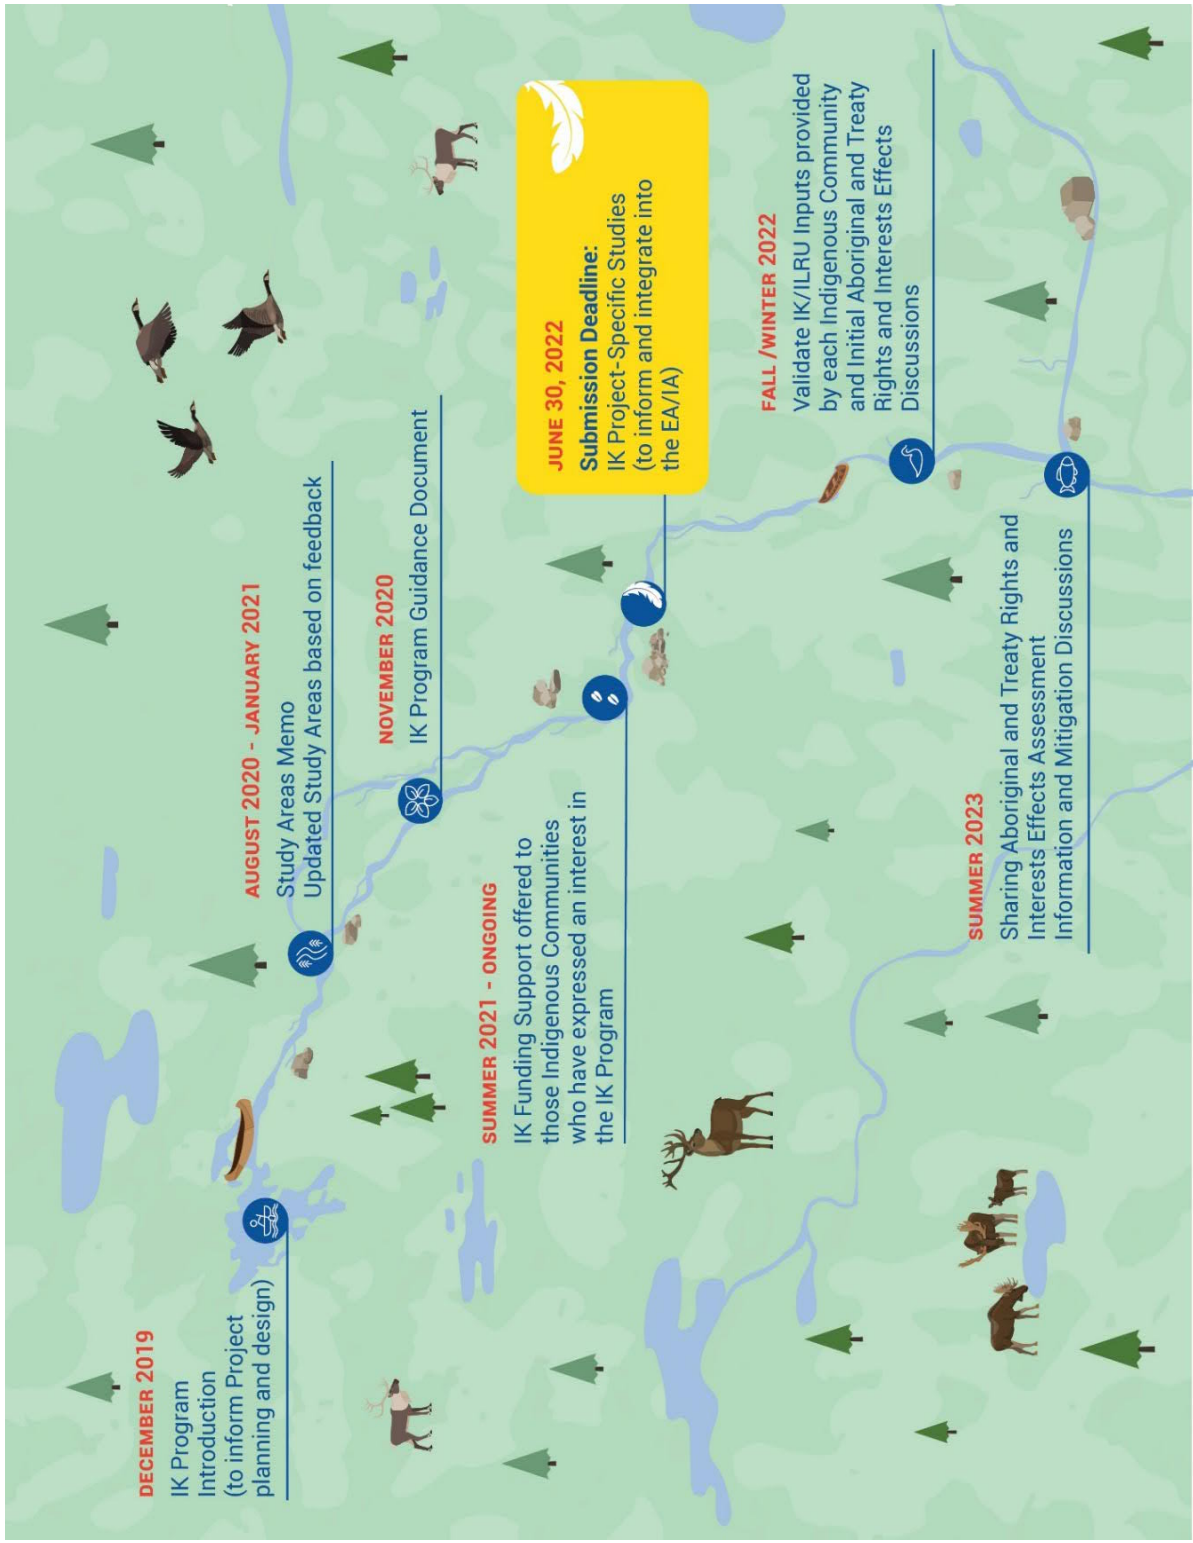 DECEMBER 2019
IK Program
Introduction
(to inform Project
planning and design)
AUGUST 2020 - JANUARY 2021
Study Areas Memo
Updated Study Areas based on feedback
NOVEMBER 2020
IK Program Guidance Document
SUMMER 2021 - ONGOING
IK Funding Support offered to
those Indigenous Communities
who have expressed an interest in
the IK Program
JUNE 30, 2022
Submission Deadline:
IK Project-Specific Studies
(to inform and integrate into
the EA/IA)
FALL /WINTER 2022
Validate IK/ILRU Inputs provided
by each Indigenous Community
and Initial Aboriginal and Treaty
Rights and Interests Effects
Discussions
SUMMER 2023
Sharing Aboriginal and Treaty Rights and
Interests Effects Assessment
Information and Mitigation Discussions